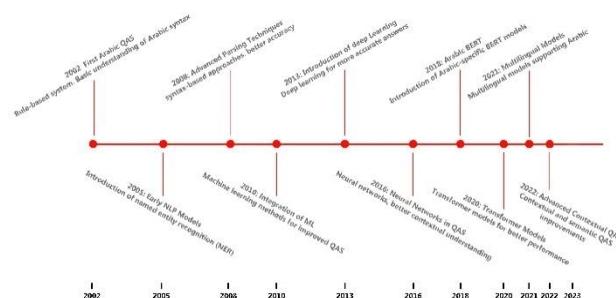 2002: First Arabic QAS
Rule-based system. Basic understanding of Arabic syntax
2008: Advanced Parsing Techniques
syntax-based approaches, better accuracy
2013: Introduction of deep Learning
Deep learning for more accurate answers
2018: Arabic BERT
Introduction of Arabic-specific BERT models
2021: Multilingual Models
Multilingual models supporting Arabic
2005: Early NLP Models
Introduction of named entity recognition (NER)
2010: Integration of ML
Machine learning methods for improved QAS
2016: Neural Networks in QAS
Neural networks, better contextual understanding
2020: Transformer Models
Transformer models for better performance
2022: Advanced Contextual QA
Contextual and semantic QAS
improvements
2002 2005 2008 2010 2013 2016 2018 2020 2021 2022 2023